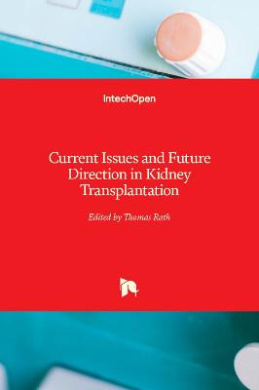 IntechOpen
Current Issues and Future
Direction in Kidney
Transplantation
Edited by Thomas Rath